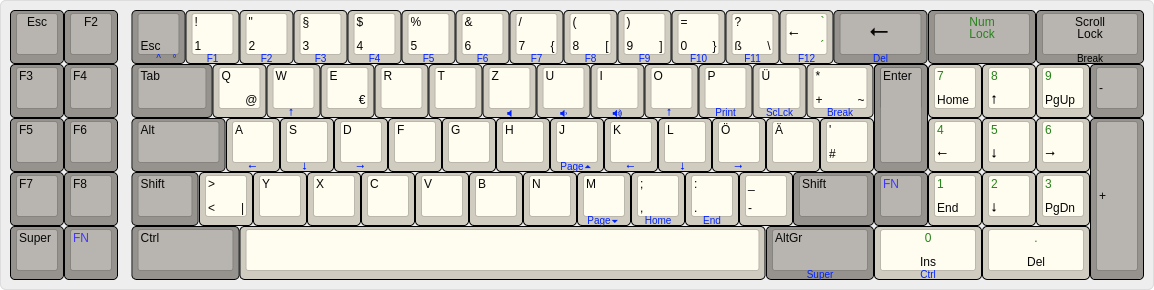 Esc F2 ! " § $ % & / ( ) = ? ` ← Num Scroll
Lock Lock
Esc 1 2 3 4 5 6 7 { 8 [ 9 ] 0 } ß \ ← ´
^ ° F1 F2 F3 F4 F5 F6 F7 F8 F9 F10 F11 F12 Del Break
F3 F4 Tab Q W E R T Z U I O P Ü * Enter 7 8 9 -
@ € + ~ Home ↑ PgUp
↑ ↑ Print ScLck Break
F5 F6 Alt A S D F G H J K L Ö Ä ' 4 5 6
# ← ↓ →
← ↓ → Page ← ↓ →
F7 F8 Shift > Y X C V B N M ; : _ Shift FN 1 2 3 +
< | , . - End ↓ PgDn
Page Home End
Super FN Ctrl AltGr 0 .
Ins Del
Super Ctrl